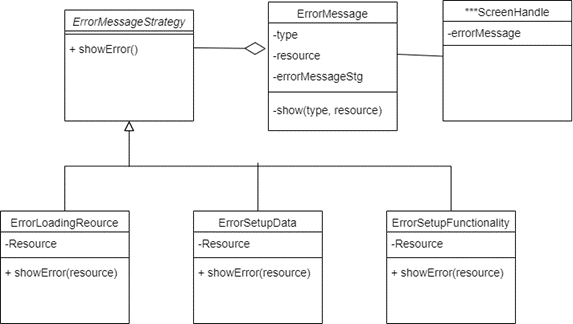 ErrorMessageStrategy
+ showError()
ErrorMessage
-type
-resource
-errorMessageStg
-show(type, resource)
***ScreenHandle
-errorMessage
ErrorLoadingReource
-Resource
+ showError(resource)
ErrorSetupData
-Resource
+ showError(resource)
ErrorSetupFunctionality
-Resource
+ showError(resource)